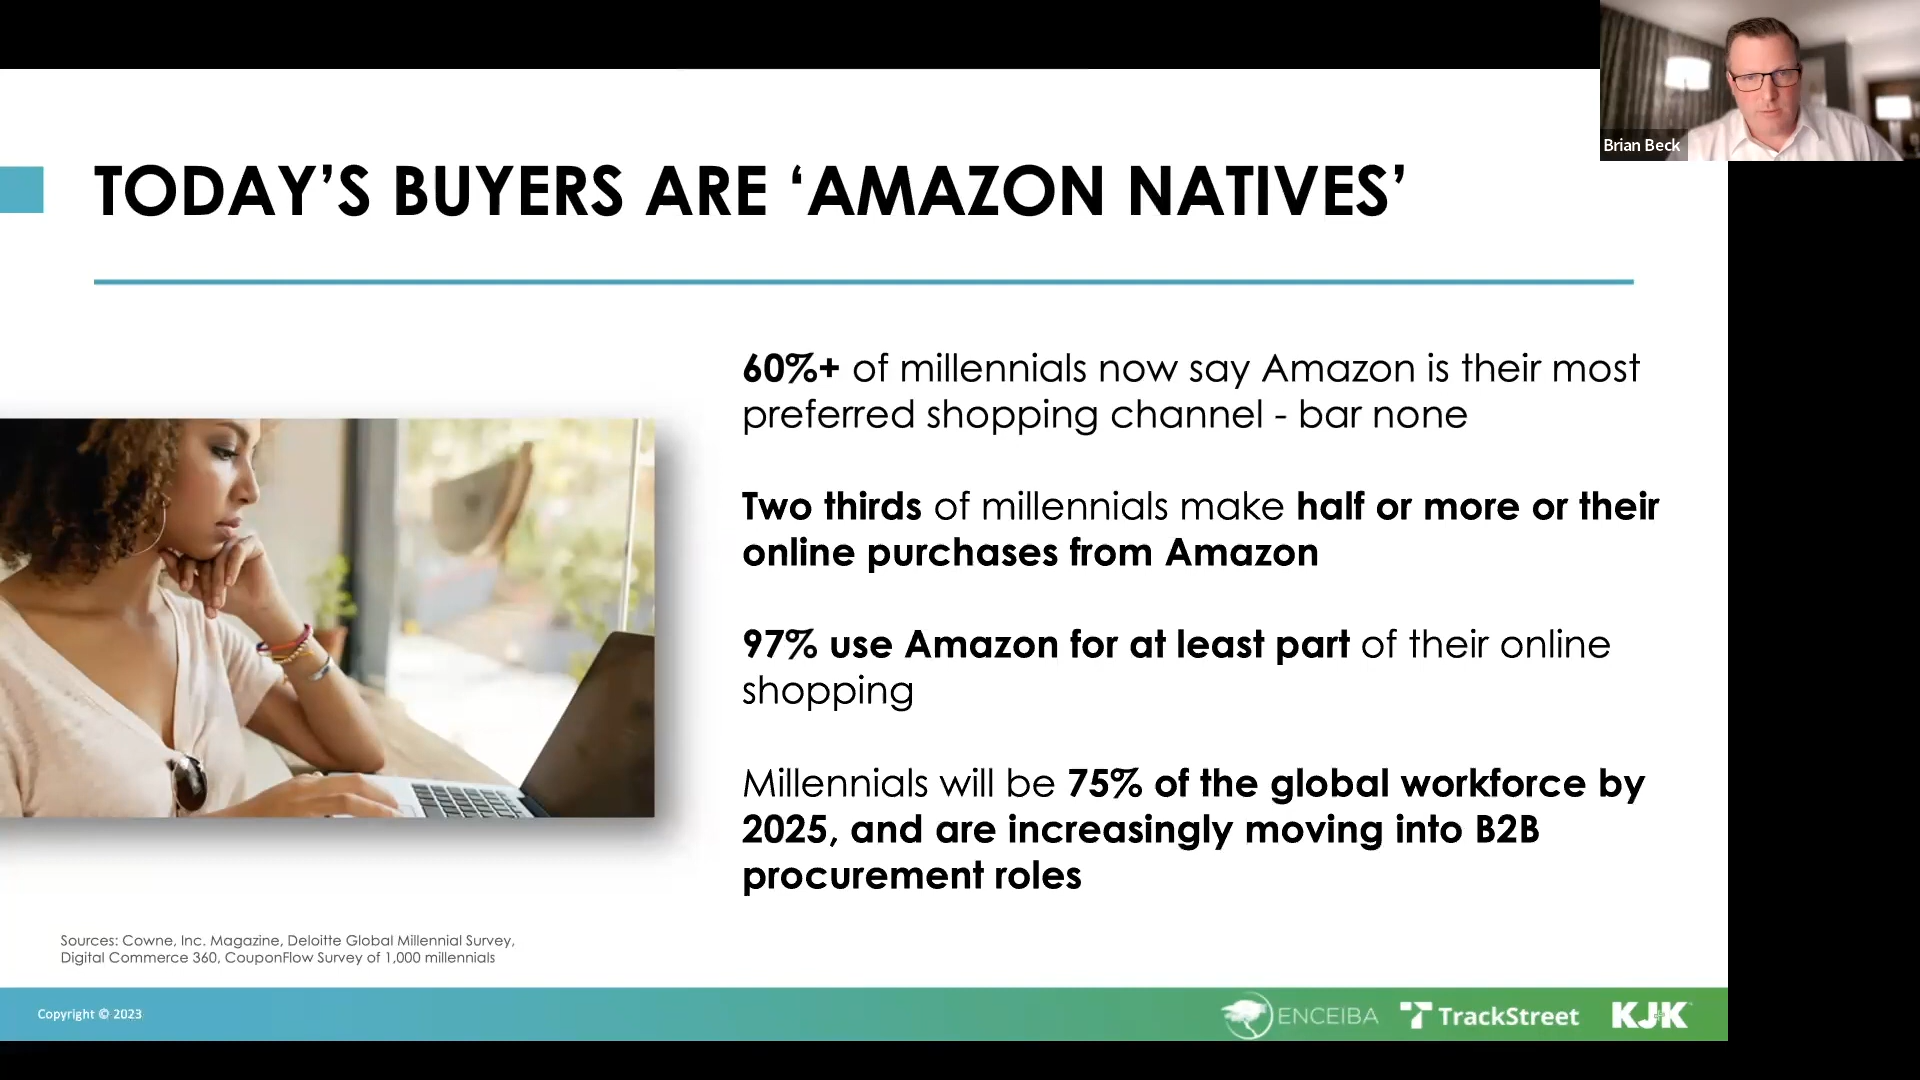 Brian Beck
TODAY’S BUYERS ARE ‘AMAZON NATIVES’
60%+ of millennials now say Amazon is their most
preferred shopping channel - bar none
Two thirds of millennials make half or more or their
online purchases from Amazon
97% use Amazon for at least part of their online
shopping
Millennials will be 75% of the global workforce by
2025, and are increasingly moving into B2B
procurement roles
Sources: Cowne, Inc. Magazine, Deloitte Global Millennial Survey,
Digital Commerce 360, CouponFlow Survey of 1,000 millennials
Copyright © 2023
ENCEIBA
TrackStreet
KJK